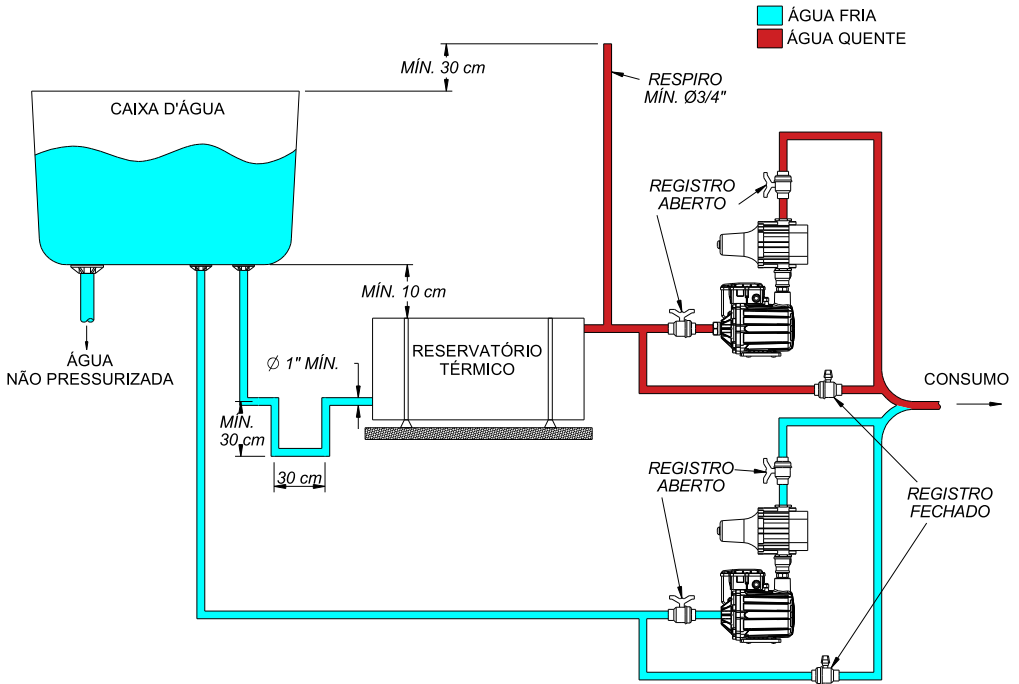 ÁGUA FRIA
ÁGUA QUENTE
MÍN. 30 cm
RESPIRO
MÍN. Ø3/4"
CAIXA D'ÁGUA
REGISTRO
ABERTO
MÍN. 10 cm
ÁGUA
NÃO PRESSURIZADA
Ø 1" MÍN.
RESERVATÓRIO
TÉRMICO
CONSUMO
MÍN.
30 cm
30 cm
REGISTRO
ABERTO
REGISTRO
FECHADO